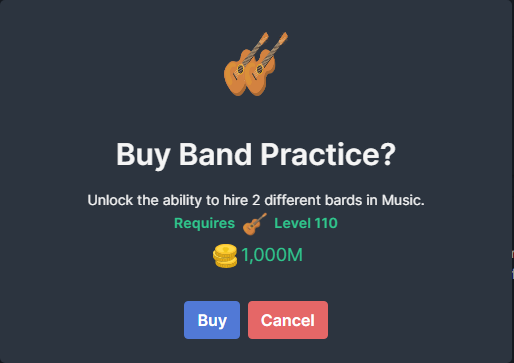 Buy Band Practice?
Unlock the ability to hire 2 different bards in Music.
Requires Level 110
1,000M
Buy Cancel